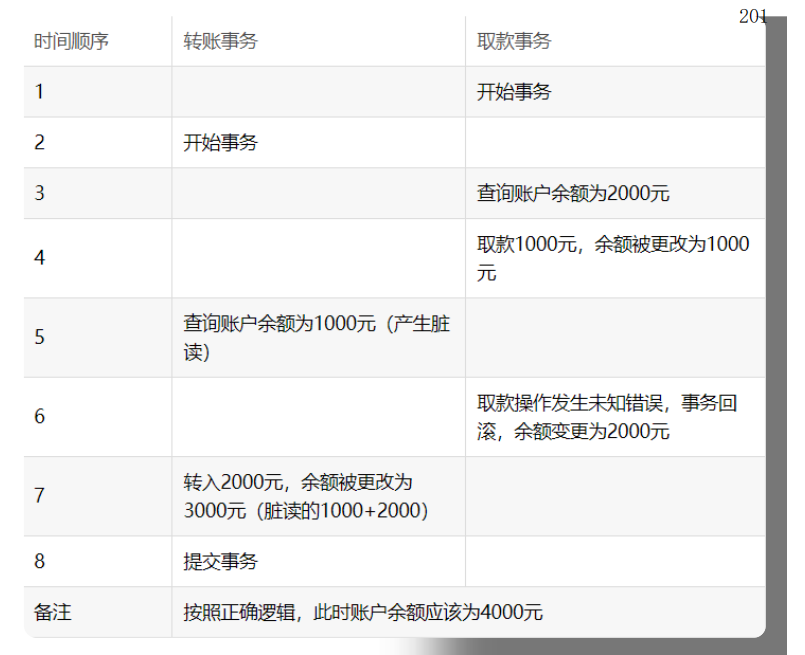 201
时间顺序 转账事务 取款事务
1 开始事务
2 开始事务
3 查询账户余额为2000元
4 取款1000元，余额被更改为1000
元
5 查询账户余额为1000元（产生脏
读）
6 取款操作发生未知错误，事务回
滚，余额变更为2000元
7 转入2000元，余额被更改为
3000元（脏读的1000+2000）
8 提交事务
备注 按照正确逻辑，此时账户余额应该为4000元